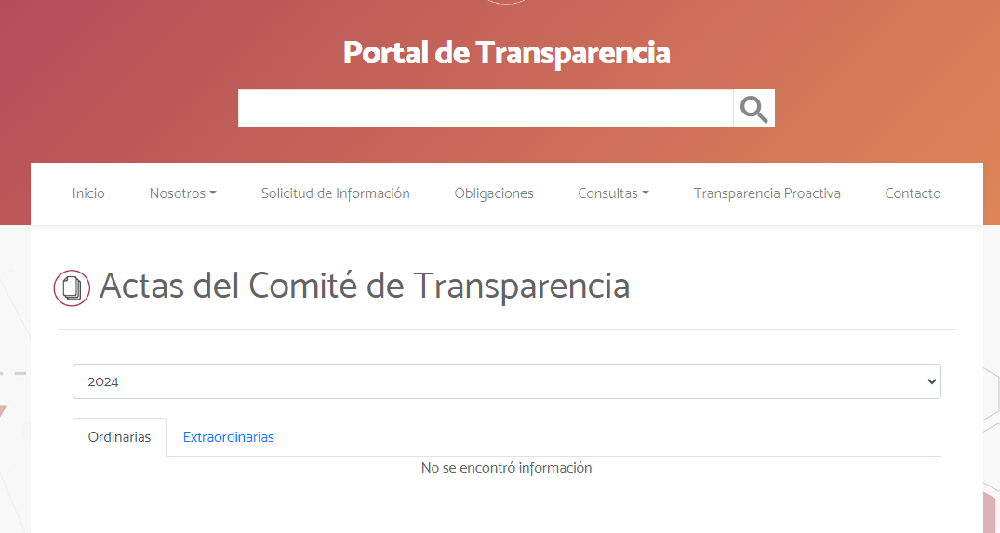 Portal de Transparencia
Inicio Nosotros Solicitud de Información Obligaciones Consultas Transparencia Proactiva Contacto
Actas del Comité de Transparencia
2024
Ordinarias Extraordinarias
No se encontró información